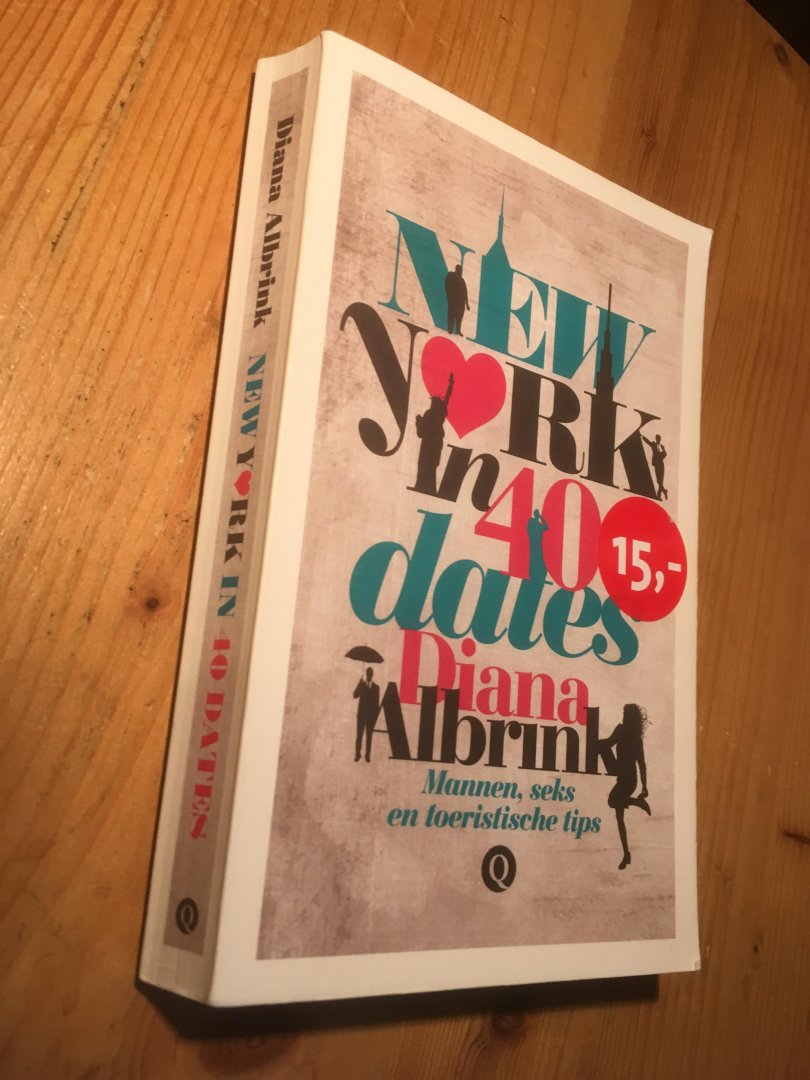 Diana Albrink NEW YORK IN 40 DATES
Q
NEW
YORK
in 40
dates
15,-
Diana
Albrink
Mannen, seks
en toeristische tips
Q